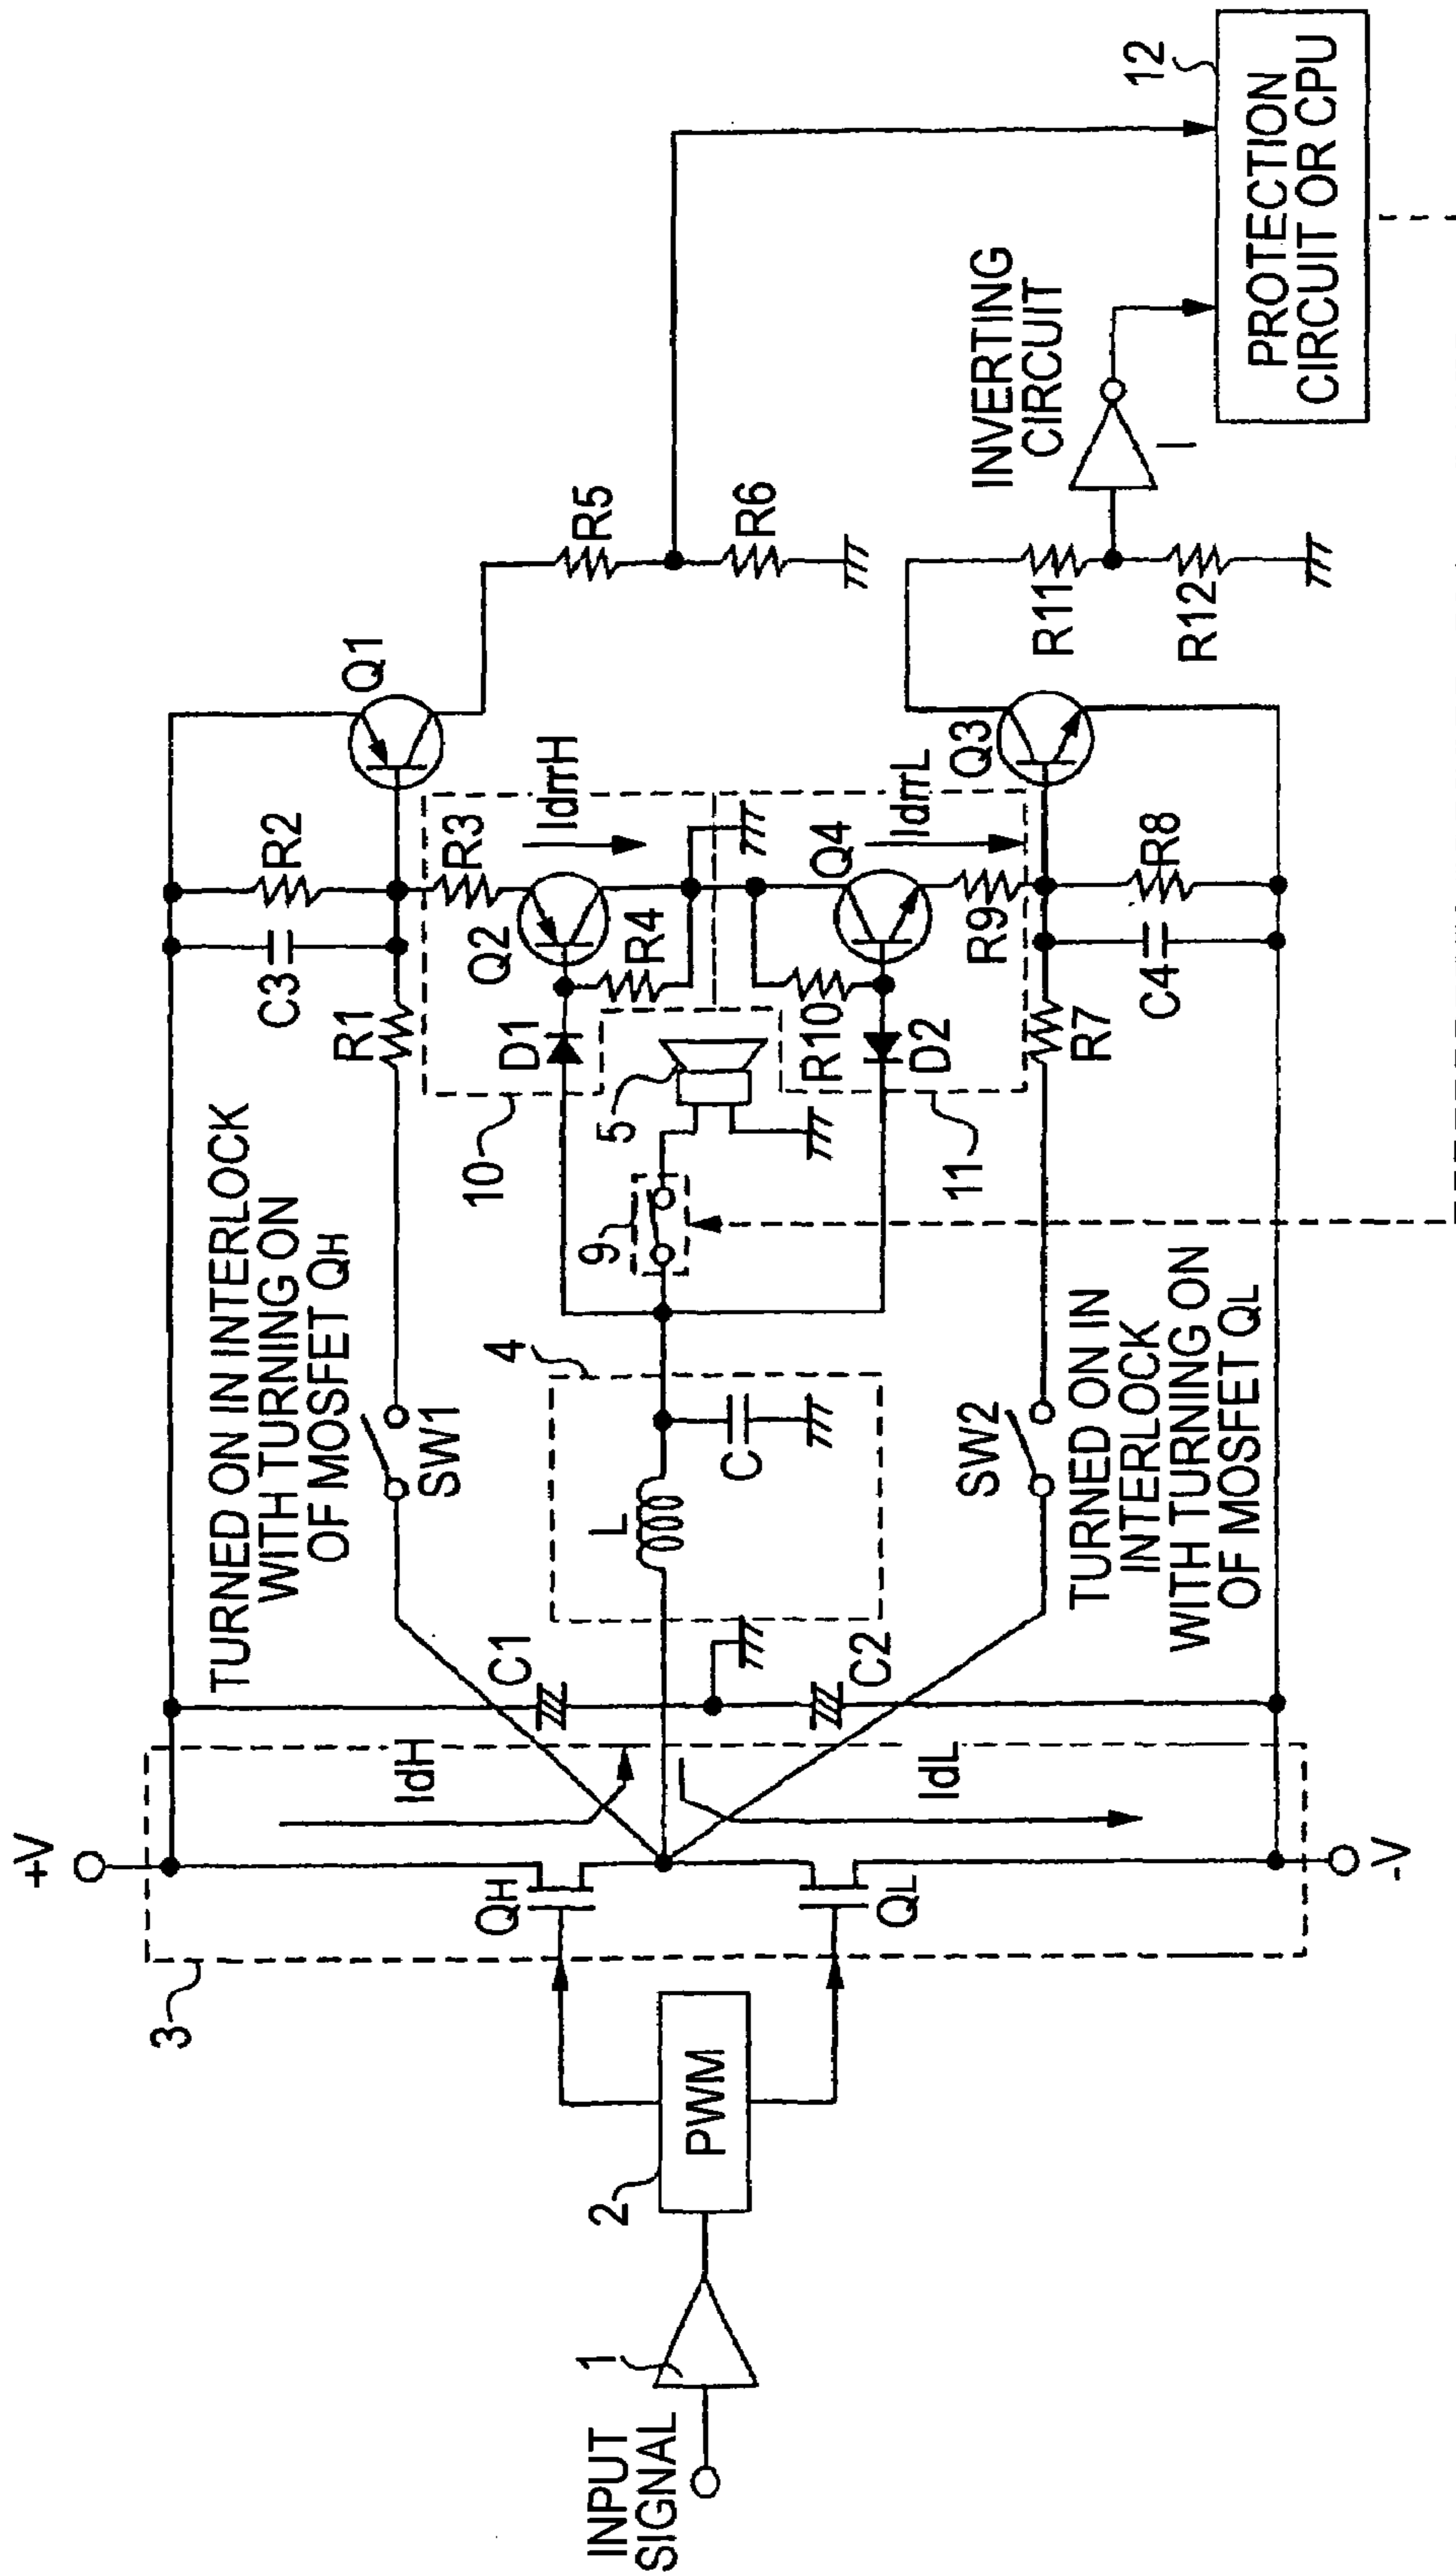 INPUT
SIGNAL
1
2
PWM
3
+V
-V
QH
QL
IdH
IdL
C1
C2
4
L
C
TURNED ON IN INTERLOCK
WITH TURNING ON
OF MOSFET QH
SW1
TURNED ON IN
INTERLOCK
WITH TURNING ON
OF MOSFET QL
SW2
9
5
10
11
D1
D2
R1
C3
R2
R3
Q2
R4
IdrrH
Q1
R10
Q4
IdrrL
R9
Q3
R7
C4
R8
R5
R6
R11
R12
INVERTING
CIRCUIT
I
12
PROTECTION
CIRCUIT OR CPU